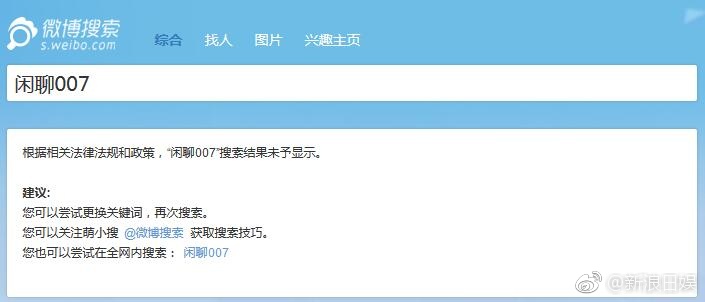 微博搜索
s.weibo.com
综合 找人 图片 兴趣主页
闲聊007
根据相关法律法规和政策，“闲聊007”搜索结果未予显示。
建议:
您可以尝试更换关键词，再次搜索。
您可以关注萌小搜 @微博搜索 获取搜索技巧。
您也可以尝试在全网内搜索： 闲聊007
@新浪日娱